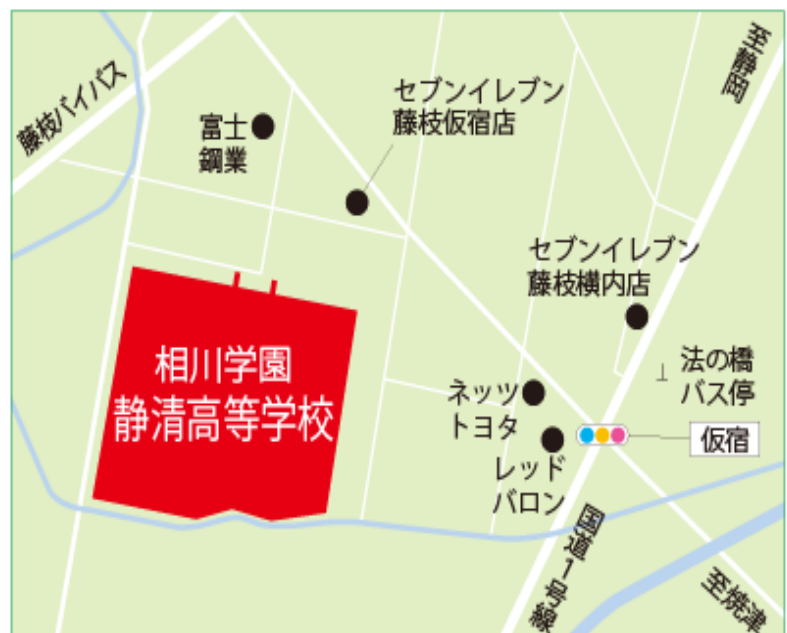 至静岡
藤枝バイパス
セブンイレブン
藤枝仮宿店
富士
鋼業
セブンイレブン
藤枝横内店
相川学園
静清高等学校
法の橋
バス停
ネッツ
トヨタ
仮宿
レッド
バロン
国道1号線
至焼津